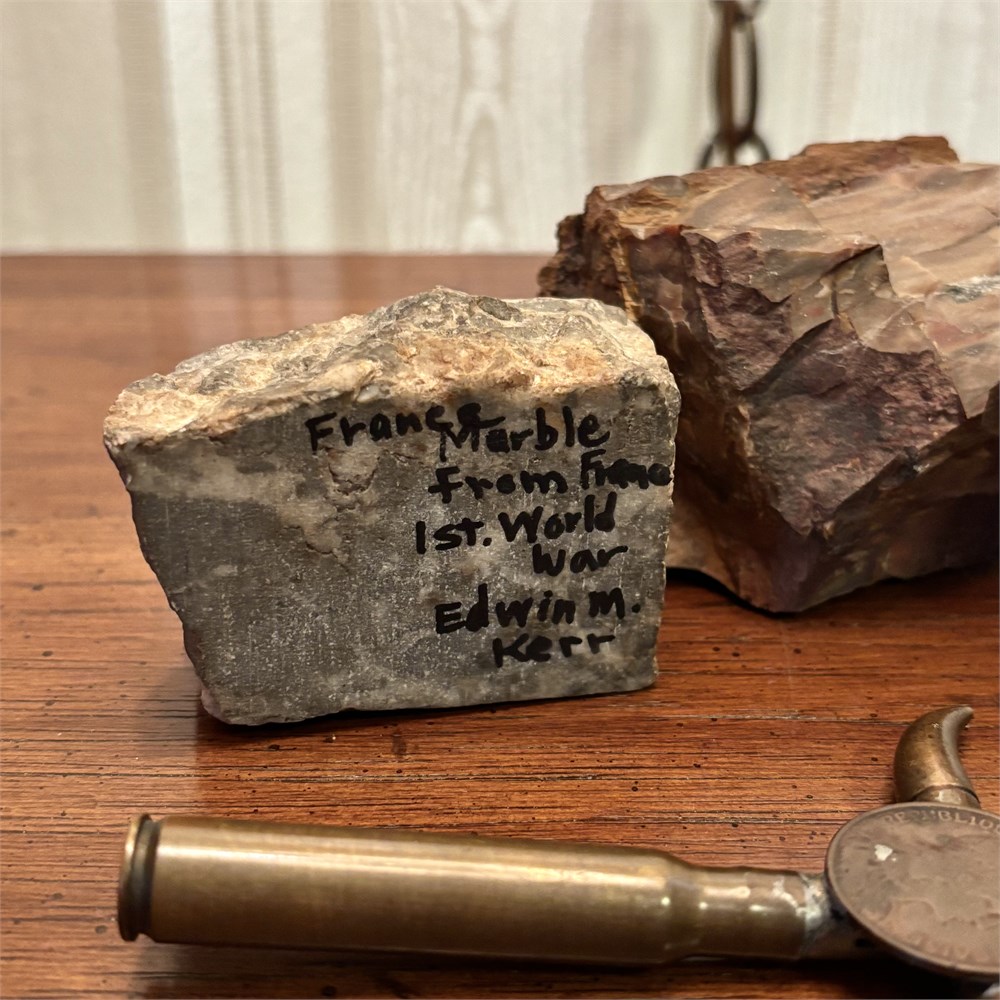 France
Marble
From France
1st. World
War
Edwin M.
Kerr